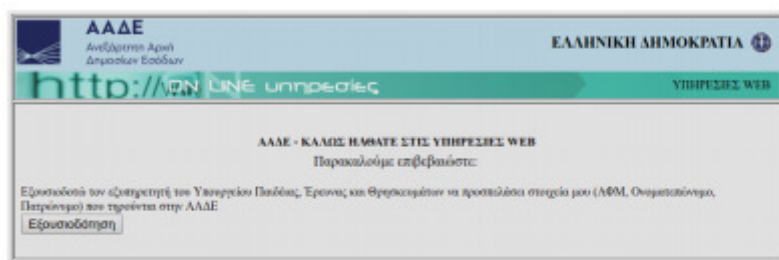 ΑΑΔΕ
Ανεξάρτητη Αρχή
Δημοσίων Εσόδων
ΕΛΛΗΝΙΚΗ ΔΗΜΟΚΡΑΤΙΑ
http://
ON LINE υπηρεσίες
ΥΠΗΡΕΣΙΕΣ WEB
ΑΑΔΕ - ΚΑΛΩΣ ΗΛΘΑΤΕ ΣΤΙΣ ΥΠΗΡΕΣΙΕΣ WEB
Παρακαλούμε επιβεβαιώστε:
Εξουσιοδοτώ τον εξυπηρετητή του Υπουργείου Παιδείας, Έρευνας και Θρησκευμάτων να προσπελάσει στοιχεία μου (ΑΦΜ, Ονοματεπώνυμο,
Πατρώνυμο) που τηρούνται στην ΑΑΔΕ
Εξουσιοδότηση